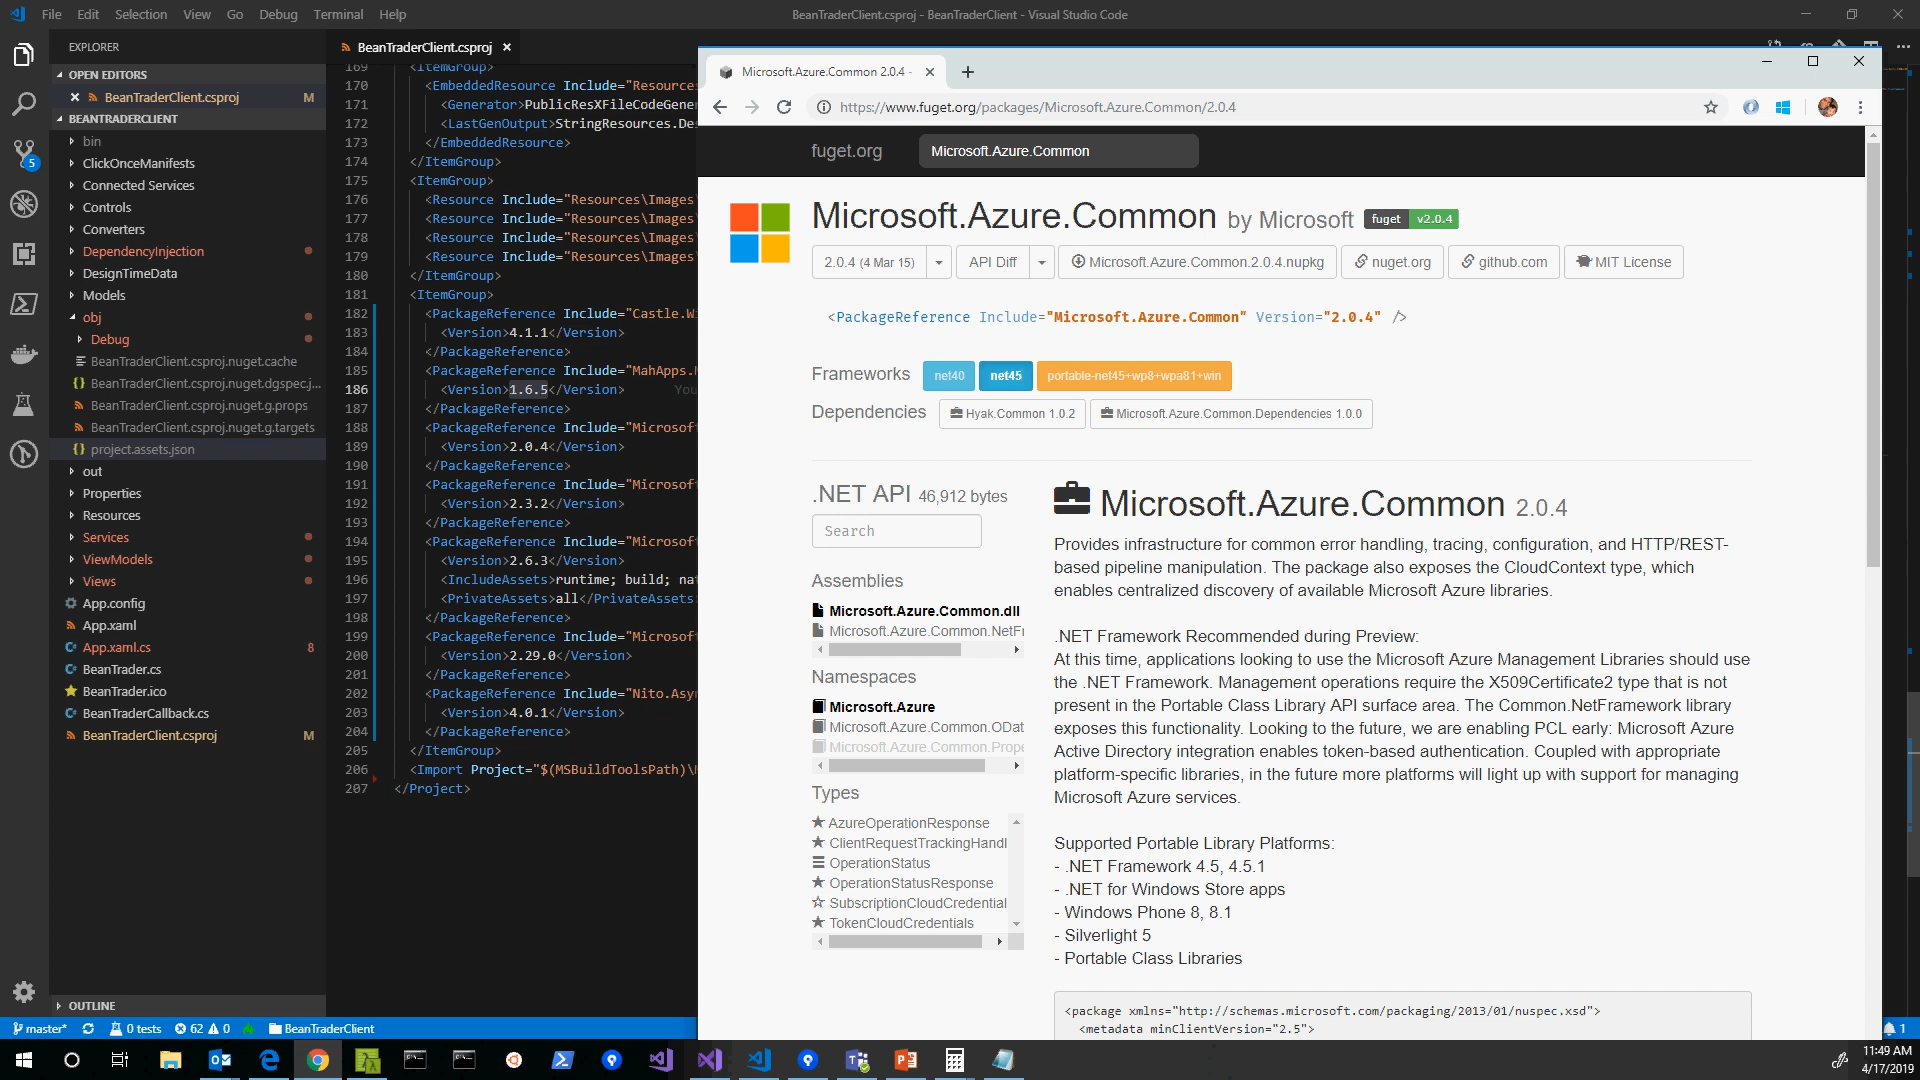 File Edit Selection View Go Debug Terminal Help
BeanTraderClient.csproj - BeanTraderClient - Visual Studio Code
EXPLORER
OPEN EDITORS
BeanTraderClient.csproj M
BEANTRADERCLIENT
bin
ClickOnceManifests
Connected Services
Controls
Converters
DependencyInjection
DesignTimeData
Models
obj
Debug
BeanTraderClient.csproj.nuget.cache
BeanTraderClient.csproj.nuget.dgspec.j...
BeanTraderClient.csproj.nuget.g.props
BeanTraderClient.csproj.nuget.g.targets
project.assets.json
out
Properties
Resources
Services
ViewModels
Views
App.config
App.xaml
App.xaml.cs 8
BeanTrader.cs
BeanTrader.ico
BeanTraderCallback.cs
BeanTraderClient.csproj M
OUTLINE
BeanTraderClient.csproj
169 <ItemGroup>
170 <EmbeddedResource Include="Resource
171 <Generator>PublicResXFileCodeGener
172 <LastGenOutput>StringResources.De
173 </EmbeddedResource>
174 </ItemGroup>
175 <ItemGroup>
176 <Resource Include="Resources\Images
177 <Resource Include="Resources\Images
178 <Resource Include="Resources\Images
179 <Resource Include="Resources\Images
180 </ItemGroup>
181 <ItemGroup>
182 <PackageReference Include="Castle.W
183 <Version>4.1.1</Version>
184 </PackageReference>
185 <PackageReference Include="MahApps.
186 <Version>1.6.5</Version> You
187 </PackageReference>
188 <PackageReference Include="Microsof
189 <Version>2.0.4</Version>
190 </PackageReference>
191 <PackageReference Include="Microsof
192 <Version>2.3.2</Version>
193 </PackageReference>
194 <PackageReference Include="Microsof
195 <Version>2.6.3</Version>
196 <IncludeAssets>runtime; build; na
197 <PrivateAssets>all</PrivateAssets
198 </PackageReference>
199 <PackageReference Include="Microsof
200 <Version>2.29.0</Version>
201 </PackageReference>
202 <PackageReference Include="Nito.Asy
203 <Version>4.0.1</Version>
204 </PackageReference>
205 </ItemGroup>
206 <Import Project="$(MSBuildToolsPath)\
207 </Project>
Microsoft.Azure.Common 2.0.4 -
https://www.fuget.org/packages/Microsoft.Azure.Common/2.0.4
fuget.org Microsoft.Azure.Common
Microsoft.Azure.Common by Microsoft fuget v2.0.4
2.0.4 (4 Mar 15) API Diff Microsoft.Azure.Common.2.0.4.nupkg nuget.org github.com MIT License
<PackageReference Include="Microsoft.Azure.Common" Version="2.0.4" />
Frameworks net40 net45 portable-net45+wp8+wpa81+win
Dependencies Hyak.Common 1.0.2 Microsoft.Azure.Common.Dependencies 1.0.0
.NET API 46,912 bytes
Search
Assemblies
Microsoft.Azure.Common.dll
Microsoft.Azure.Common.NetFr
Namespaces
Microsoft.Azure
Microsoft.Azure.Common.ODat
Microsoft.Azure.Common.Prope
Types
AzureOperationResponse
ClientRequestTrackingHandl
OperationStatus
OperationStatusResponse
SubscriptionCloudCredential
TokenCloudCredentials
Microsoft.Azure.Common 2.0.4
Provides infrastructure for common error handling, tracing, configuration, and HTTP/REST-
based pipeline manipulation. The package also exposes the CloudContext type, which
enables centralized discovery of available Microsoft Azure libraries.
.NET Framework Recommended during Preview:
At this time, applications looking to use the Microsoft Azure Management Libraries should use
the .NET Framework. Management operations require the X509Certificate2 type that is not
present in the Portable Class Library API surface area. The Common.NetFramework library
exposes this functionality. Looking to the future, we are enabling PCL early: Microsoft Azure
Active Directory integration enables token-based authentication. Coupled with appropriate
platform-specific libraries, in the future more platforms will light up with support for managing
Microsoft Azure services.
Supported Portable Library Platforms:
- .NET Framework 4.5, 4.5.1
- .NET for Windows Store apps
- Windows Phone 8, 8.1
- Silverlight 5
- Portable Class Libraries
<package xmlns="http://schemas.microsoft.com/packaging/2013/01/nuspec.xsd">
<metadata minClientVersion="2.5">
5
master* 0 tests 62 0 BeanTraderClient
1
11:49 AM
4/17/2019